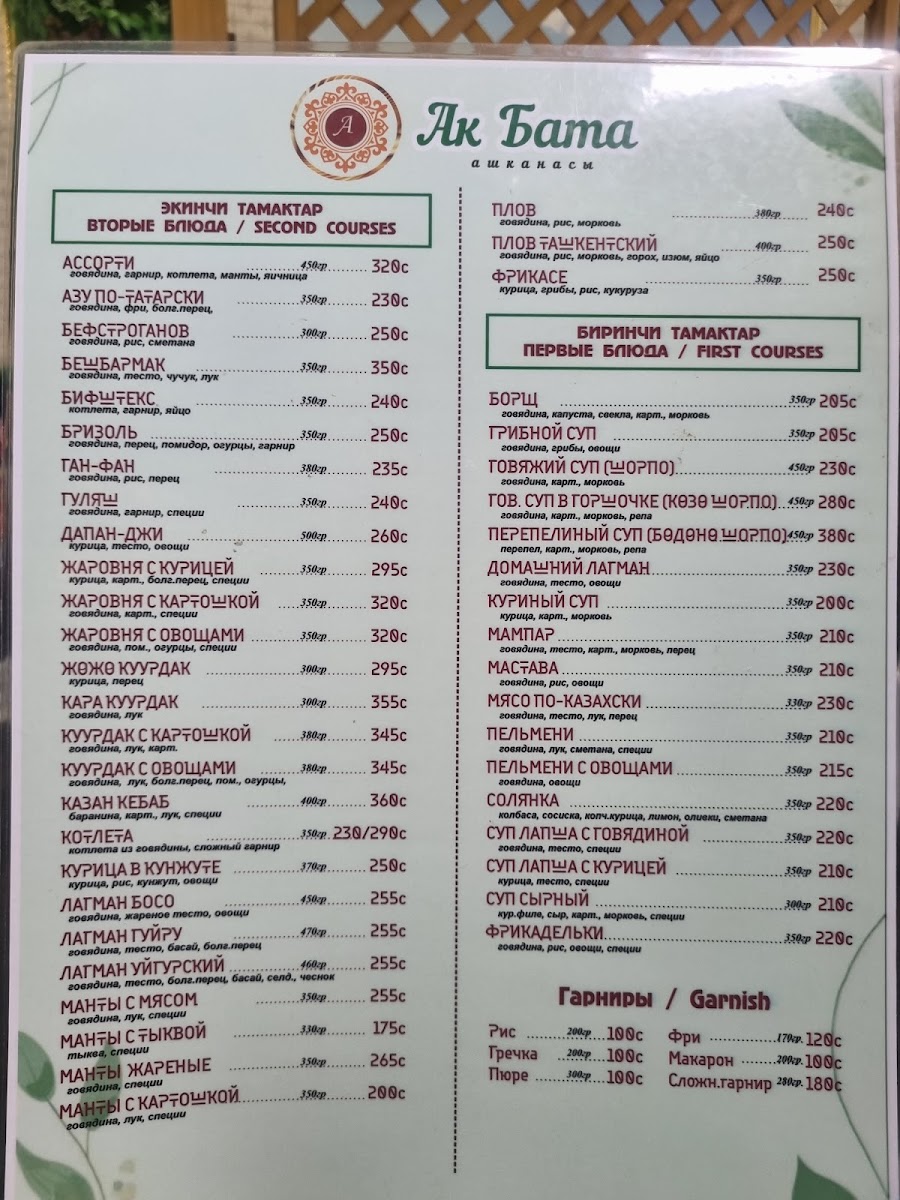 А
Ак Бата
ашканасы
ЭКИНЧИ ТАМАКТАР
ВТОРЫЕ БЛЮДА / SECOND COURSES
АССОРТИ 450гр 320с
говядина, гарнир, котлета, манты, яичница
АЗУ ПО-ТАТАРСКИ 350гр 230с
говядина, фри, болг.перец,
БЕФСТРОГАНОВ 300гр 250с
говядина, рис, сметана
БЕШБАРМАК 350гр 350с
говядина, тесто, чучук, лук
БИФШТЕКС 350гр 240с
котлета, гарнир, яйцо
БРИЗОЛЬ 350гр 250с
говядина, перец, помидор, огурцы, гарнир
ГАН-ФАН 380гр 235с
говядина, рис, перец
ГУЛЯШ 350гр 240с
говядина, гарнир, специи
ДАПАН-ДЖИ 500гр 260с
курица, тесто, овощи
ЖАРОВНЯ С КУРИЦЕЙ 350гр 295с
курица, карт., болг.перец, специи
ЖАРОВНЯ С КАРТОШКОЙ 350гр 320с
говядина, карт., специи
ЖАРОВНЯ С ОВОЩАМИ 350гр 320с
говядина, пом., огурцы, специи
ЖӨЖӨ КУУРДАК 300гр 295с
курица, перец
КАРА КУУРДАК 300гр 355с
говядина, лук
КУУРДАК С КАРТОШКОЙ 380гр 345с
говядина, лук, карт.
КУУРДАК С ОВОЩАМИ 380гр 345с
говядина, лук, болг.перец, пом., огурцы,
КАЗАН КЕБАБ 400гр 360с
баранина, карт., лук, специи
КОТЛЕТА 350гр 230/290с
котлета из говядины, сложный гарнир
КУРИЦА В КУНЖУТЕ 370гр 250с
курица, рис, кунжут, овощи
ЛАГМАН БОСО 450гр 255с
говядина, жареное тесто, овощи
ЛАГМАН ГУЙРУ 470гр 255с
говядина, тесто, басай, болг.перец
ЛАГМАН УЙГУРСКИЙ 460гр 255с
говядина, тесто, болг.перец, басай, селд., чеснок
МАНТЫ С МЯСОМ 350гр 255с
говядина, лук, специи
МАНТЫ С ТЫКВОЙ 330гр 175с
тыква, специи
МАНТЫ ЖАРЕНЫЕ 350гр 265с
говядина, специи
МАНТЫ С КАРТОШКОЙ 350гр 200с
говядина, лук, специи
ПЛОВ 380гр 240с
говядина, рис, морковь
ПЛОВ ТАШКЕНТСКИЙ 400гр 250с
говядина, рис, морковь, горох, изюм, яйцо
ФРИКАСЕ 350гр 250с
курица, грибы, рис, кукуруза
БИРИНЧИ ТАМАКТАР
ПЕРВЫЕ БЛЮДА / FIRST COURSES
БОРЩ 350гр 205с
говядина, капуста, свекла, карт., морковь
ГРИБНОЙ СУП 350гр 205с
говядина, грибы, овощи
ГОВЯЖИЙ СУП (ШОРПО) 450гр 230с
говядина, карт., морковь
ГОВ. СУП В ГОРШОЧКЕ (КӨЗӨ ШОРПО) 450гр 280с
говядина, карт., морковь, репа
ПЕРЕПЕЛИНЫЙ СУП (БӨДӨНӨ ШОРПО) 450гр 380с
перепел, карт., морковь, репа
ДОМАШНИЙ ЛАГМАН 350гр 230с
говядина, тесто, овощи
КУРИНЫЙ СУП 350гр 200с
курица, карт., морковь
МАМПАР 350гр 210с
говядина, тесто, карт., морковь, перец
МАСТАВА 350гр 210с
говядина, рис, овощи
МЯСО ПО-КАЗАХСКИ 330гр 230с
говядина, тесто, лук, перец
ПЕЛЬМЕНИ 350гр 210с
говядина, лук, сметана, специи
ПЕЛЬМЕНИ С ОВОЩАМИ 350гр 215с
говядина, овощи
СОЛЯНКА 350гр 220с
колбаса, сосиска, копч.курица, лимон, оливки, сметана
СУП ЛАПША С ГОВЯДИНОЙ 350гр 220с
говядина, тесто, специи
СУП ЛАПША С КУРИЦЕЙ 350гр 210с
курица, тесто, специи
СУП СЫРНЫЙ 300гр 210с
кур.филе, сыр, карт., морковь, специи
ФРИКАДЕЛЬКИ 350гр 220с
говядина, рис, овощи, специи
Гарниры / Garnish
Рис 200гр 100с
Гречка 200гр 100с
Пюре 300гр 100с
Фри 170гр. 120с
Макарон 200гр. 100с
Сложн.гарнир 280гр. 180с